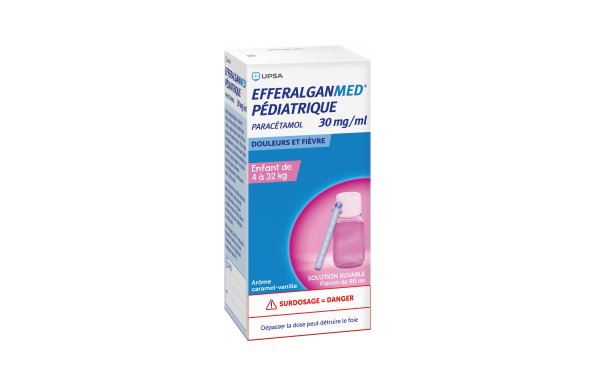 UPSA
EFFERALGANMED®
PÉDIATRIQUE
PARACÉTAMOL 30 mg/ml
DOULEURS ET FIÈVRE
Enfant de
4 à 32 kg
SOLUTION BUVABLE
Flacon de 90 ml
Arôme
caramel-vanille
SURDOSAGE = DANGER
Dépasser la dose peut détruire le foie